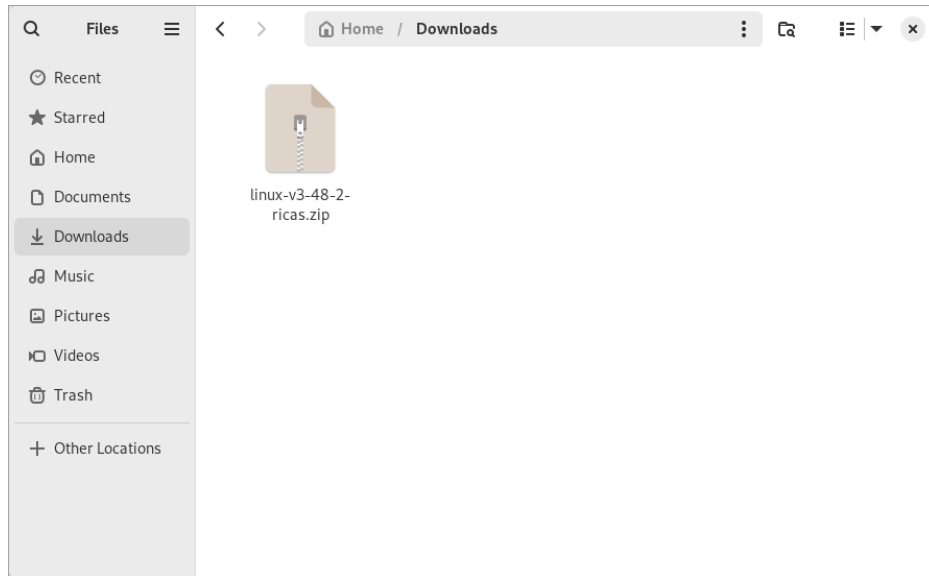 Files
Home / Downloads
Recent
Starred
Home
Documents
Downloads
Music
Pictures
Videos
Trash
Other Locations
linux-v3-48-2-
ricas.zip